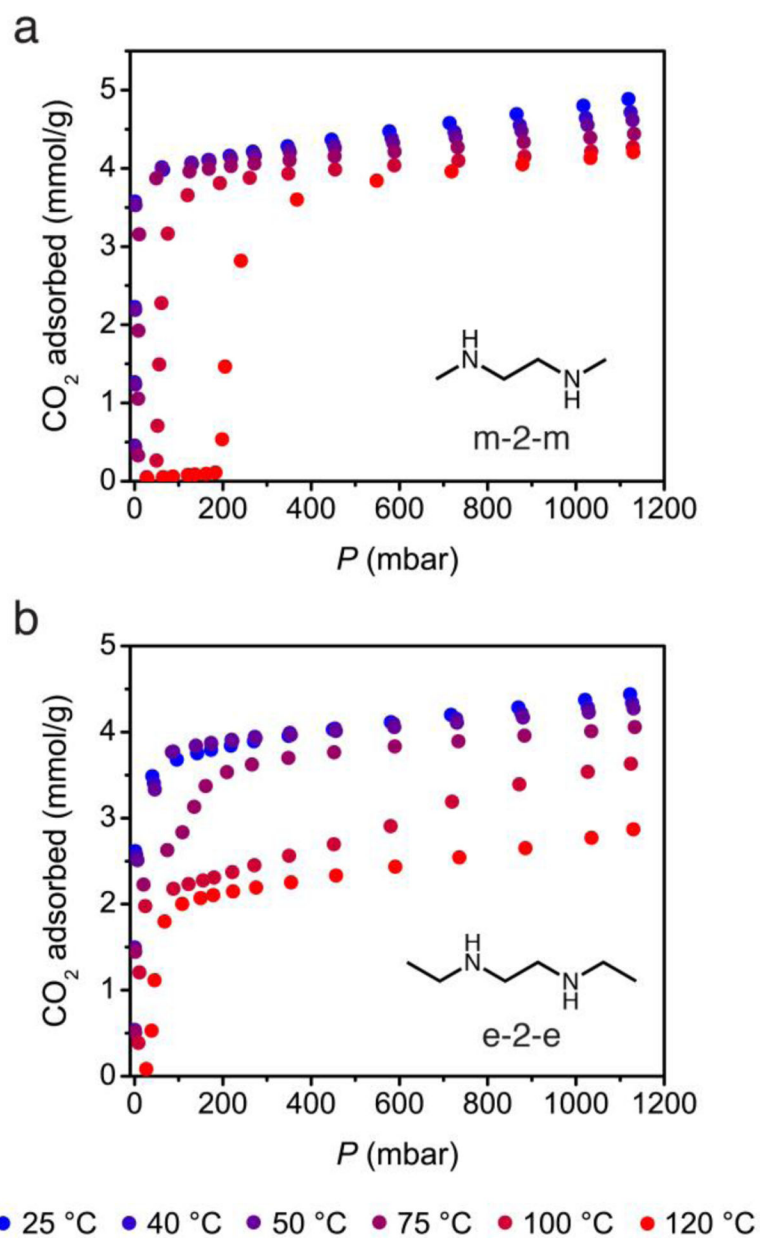 a
CO2 adsorbed (mmol/g)
5
4
3
2
1
0
0 200 400 600 800 1000 1200
P (mbar)
H
N
N
H
m-2-m
b
CO2 adsorbed (mmol/g)
5
4
3
2
1
0
0 200 400 600 800 1000 1200
P (mbar)
H
N
N
H
e-2-e
25 °C 40 °C 50 °C 75 °C 100 °C 120 °C